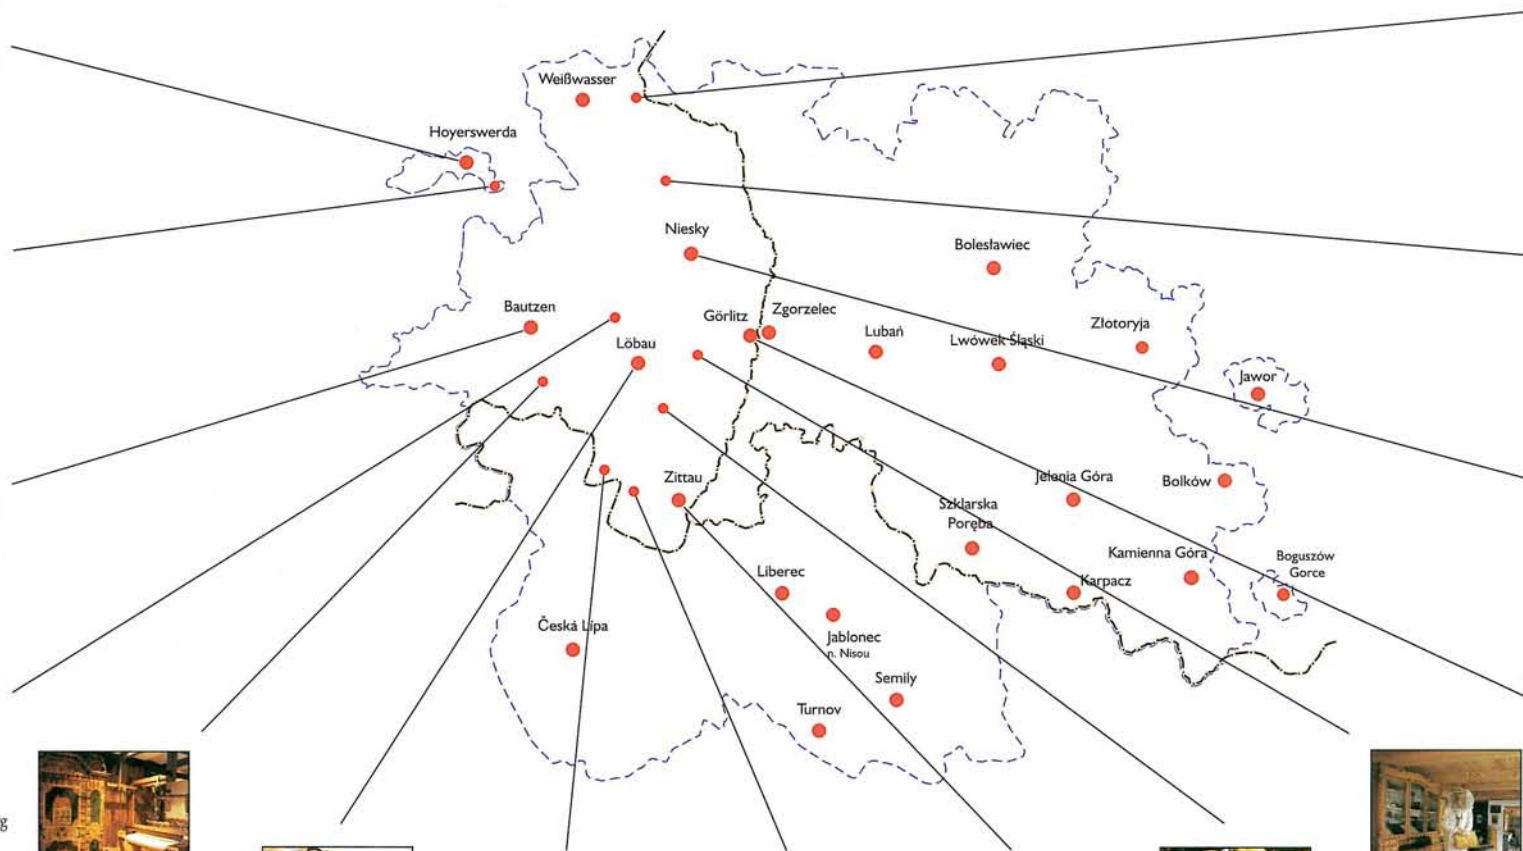 Weißwasser
Hoyerswerda
Niesky
Bolesławiec
Bautzen
Görlitz
Zgorzelec
Löbau
Lubań
Lwówek Śląski
Złotoryja
Jawor
Zittau
Jelenia Góra
Bolków
Szklarska
Poręba
Kamienna Góra
Boguszów
Gorce
Liberec
Karpacz
Česká Lípa
Jablonec
n. Nisou
Semily
Turnov